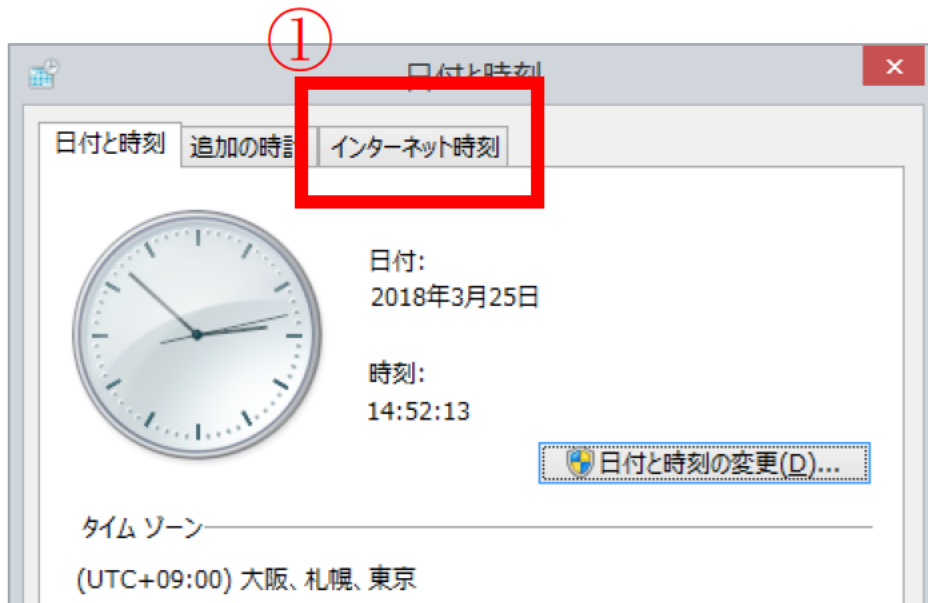 ①
日付と時刻
日付と時刻 追加の時計 インターネット時刻
日付:
2018年3月25日
時刻:
14:52:13
日付と時刻の変更(D)...
タイム ゾーン
(UTC+09:00) 大阪、札幌、東京